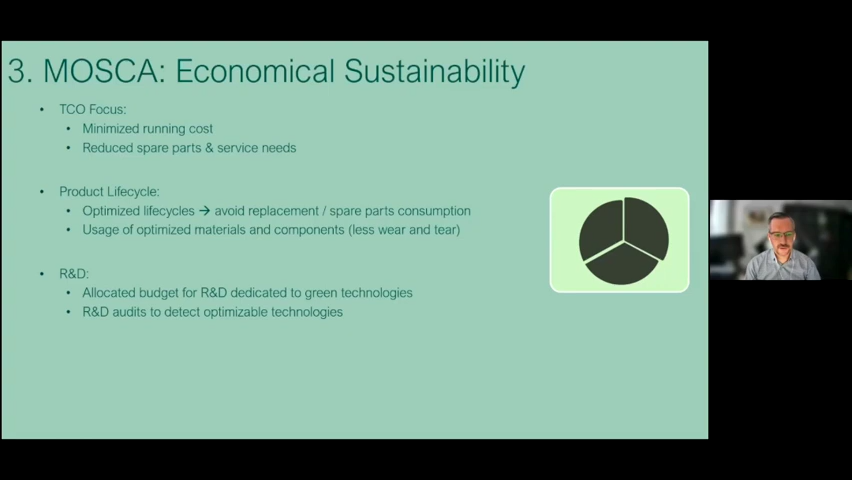 3. MOSCA: Economical Sustainability
• TCO Focus:
• Minimized running cost
• Reduced spare parts & service needs
• Product Lifecycle:
• Optimized lifecycles → avoid replacement / spare parts consumption
• Usage of optimized materials and components (less wear and tear)
• R&D:
• Allocated budget for R&D dedicated to green technologies
• R&D audits to detect optimizable technologies